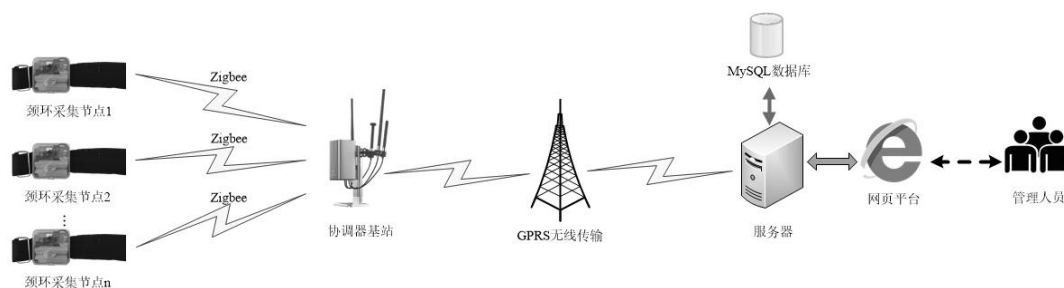 Zigbee
颈环采集节点1
Zigbee
颈环采集节点2
Zigbee
⋮
颈环采集节点n
协调器基站
GPRS无线传输
MySQL数据库
服务器
网页平台
管理人员